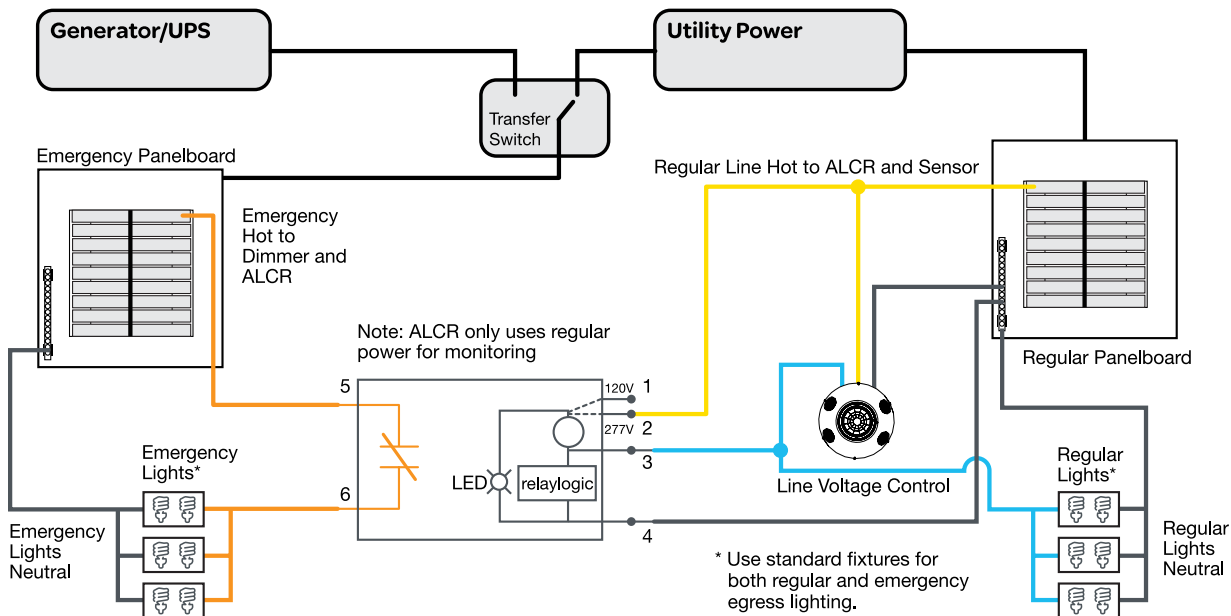 Generator/UPS
Utility Power
Transfer
Switch
Emergency Panelboard
Regular Line Hot to ALCR and Sensor
Emergency
Hot to
Dimmer and
ALCR
Note: ALCR only uses regular
power for monitoring
Regular Panelboard
5
120V
1
277V
2
3
LED
relaylogic
6
4
Emergency
Lights*
Line Voltage Control
Regular
Lights*
Emergency
Lights
Neutral
Regular
Lights
Neutral
* Use standard fixtures for
both regular and emergency
egress lighting.